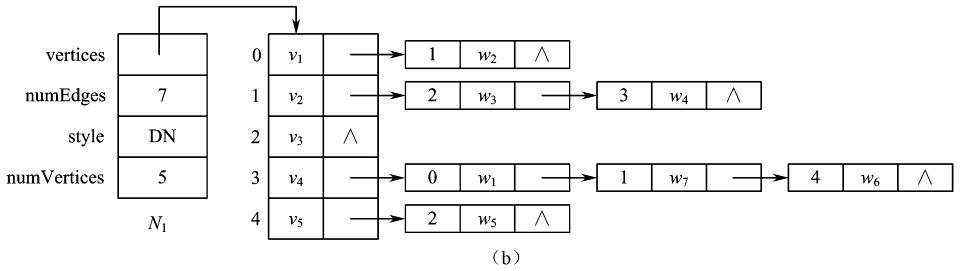 vertices 0 v₁ 1 w₂ ∧
numEdges 7 1 v₂ 2 w₃ 3 w₄ ∧
style DN 2 v₃ ∧
numVertices 5 3 v₄ 0 w₁ 1 w₇ 4 w₆ ∧
N₁ 4 v₅ 2 w₅ ∧
(b)